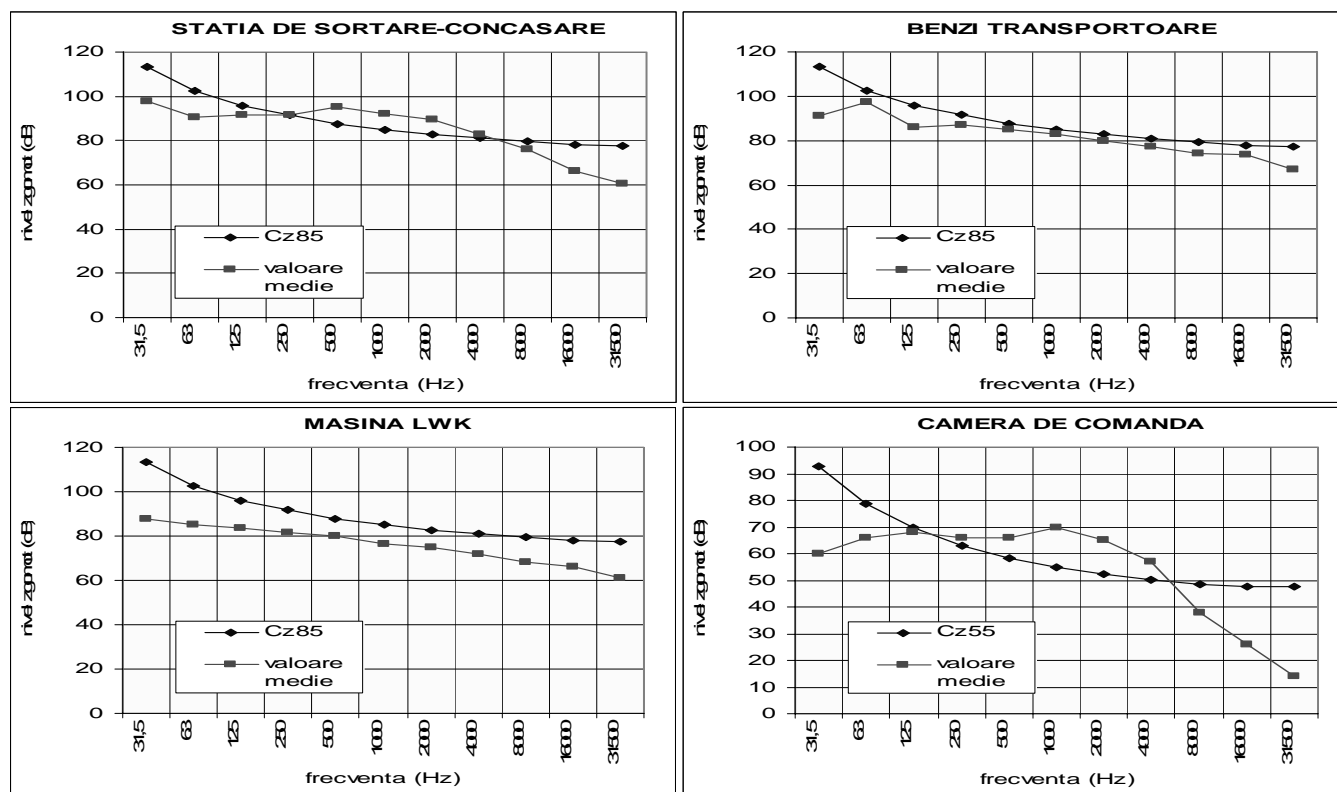 STATIA DE SORTARE-CONCASARE
120
100
80
60
40
20
0
nivel zgomot (dB)
Cz85
valoare
medie
31,5 63 125 250 500 1000 2000 4000 8000 16000 31500
frecventa (Hz)
BENZI TRANSPORTOARE
120
100
80
60
40
20
0
nivel zgomot (dB)
Cz85
valoare
medie
31,5 63 125 250 500 1000 2000 4000 8000 16000 31500
frecventa (Hz)
MASINA LWK
120
100
80
60
40
20
0
nivel zgomot (dB)
Cz85
valoare
medie
31,5 63 125 250 500 1000 2000 4000 8000 16000 31500
frecventa (Hz)
CAMERA DE COMANDA
100
90
80
70
60
50
40
30
20
10
0
nivel zgomot (dB)
Cz55
valoare
medie
31,5 63 125 250 500 1000 2000 4000 8000 16000 31500
frecventa (Hz)